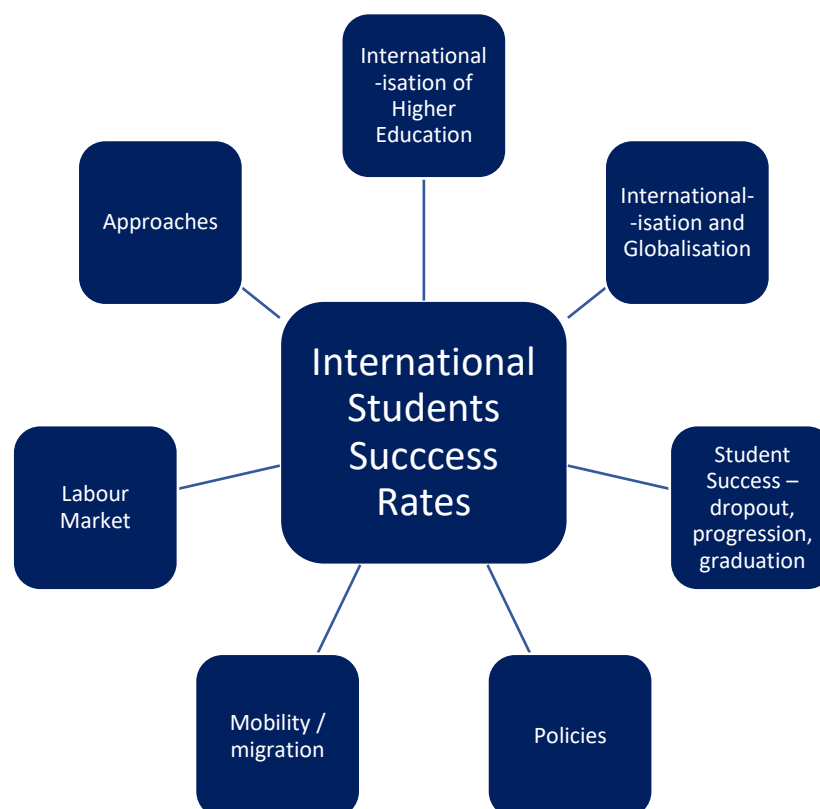 International
-isation of
Higher
Education
International-
-isation and
Globalisation
Approaches
International
Students
Succcess
Rates
Student
Success –
dropout,
progression,
graduation
Labour
Market
Mobility /
migration
Policies